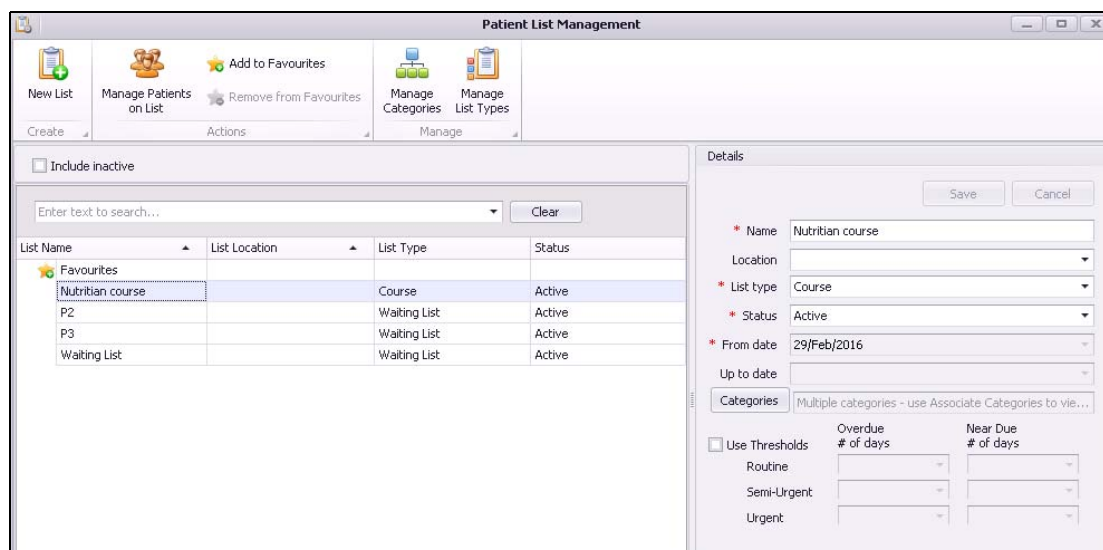 Patient List Management
New List
Manage Patients
on List
Add to Favourites
Remove from Favourites
Manage
Categories
Manage
List Types
Create
Actions
Manage
Include inactive
Enter text to search...
Clear
List Name List Location List Type Status
Favourites
Nutritian course Course Active
P2 Waiting List Active
P3 Waiting List Active
Waiting List Waiting List Active
Details
Save Cancel
* Name Nutritian course
Location
* List type Course
* Status Active
* From date 29/Feb/2016
Up to date
Categories Multiple categories - use Associate Categories to vie...
Overdue
# of days
Near Due
# of days
Use Thresholds
Routine
Semi-Urgent
Urgent